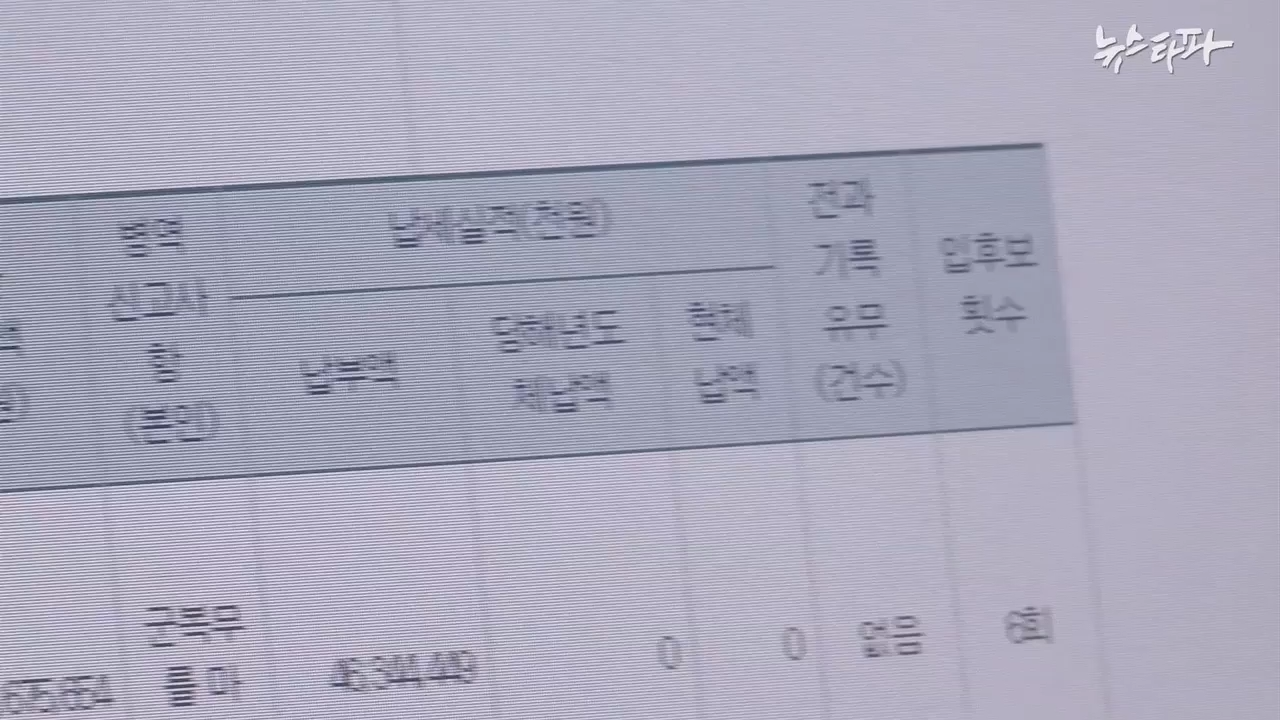 뉴스타파
병역
신고사
항
(본인)
납세실적(천원)
납부액
당해년도
체납액
현체
납액
전과
기록
유무
(건수)
입후보
횟수
군복무
를 마
46,344,449
0
0
없음
6회